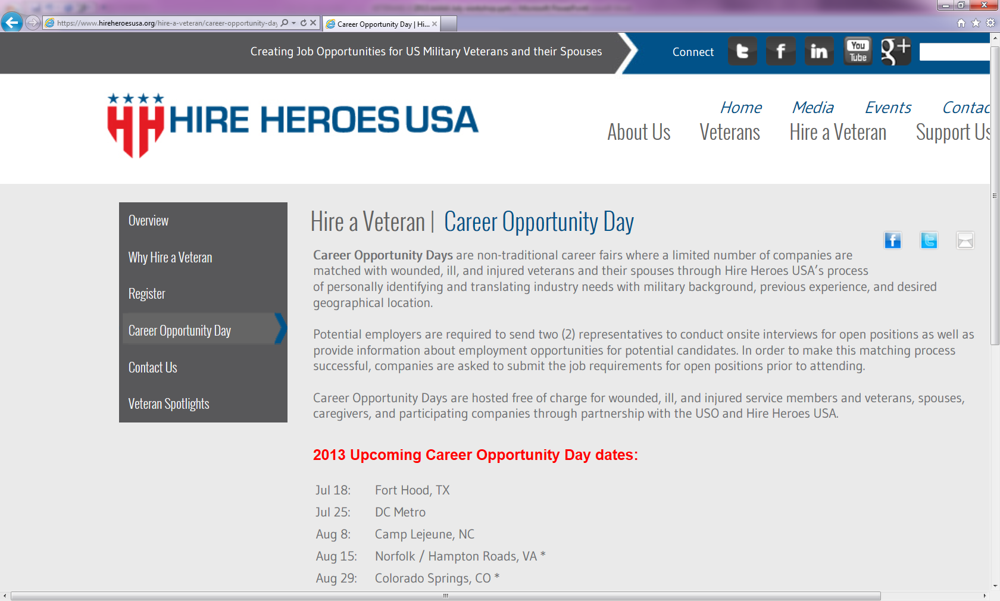 https://www.hireheroesusa.org/hire-a-veteran/career-opportunity-day
Career Opportunity Day | Hi...
Creating Job Opportunities for US Military Veterans and their Spouses
Connect
You
Tube
g+
HIRE HEROES USA
Home Media Events Contac
About Us Veterans Hire a Veteran Support Us
Overview
Why Hire a Veteran
Register
Career Opportunity Day
Contact Us
Veteran Spotlights
Hire a Veteran | Career Opportunity Day
Career Opportunity Days are non-traditional career fairs where a limited number of companies are
matched with wounded, ill, and injured veterans and their spouses through Hire Heroes USA’s process
of personally identifying and translating industry needs with military background, previous experience, and desired
geographical location.
Potential employers are required to send two (2) representatives to conduct onsite interviews for open positions as well as
provide information about employment opportunities for potential candidates. In order to make this matching process
successful, companies are asked to submit the job requirements for open positions prior to attending.
Career Opportunity Days are hosted free of charge for wounded, ill, and injured service members and veterans, spouses,
caregivers, and participating companies through partnership with the USO and Hire Heroes USA.
2013 Upcoming Career Opportunity Day dates:
Jul 18: Fort Hood, TX
Jul 25: DC Metro
Aug 8: Camp Lejeune, NC
Aug 15: Norfolk / Hampton Roads, VA *
Aug 29: Colorado Springs, CO *